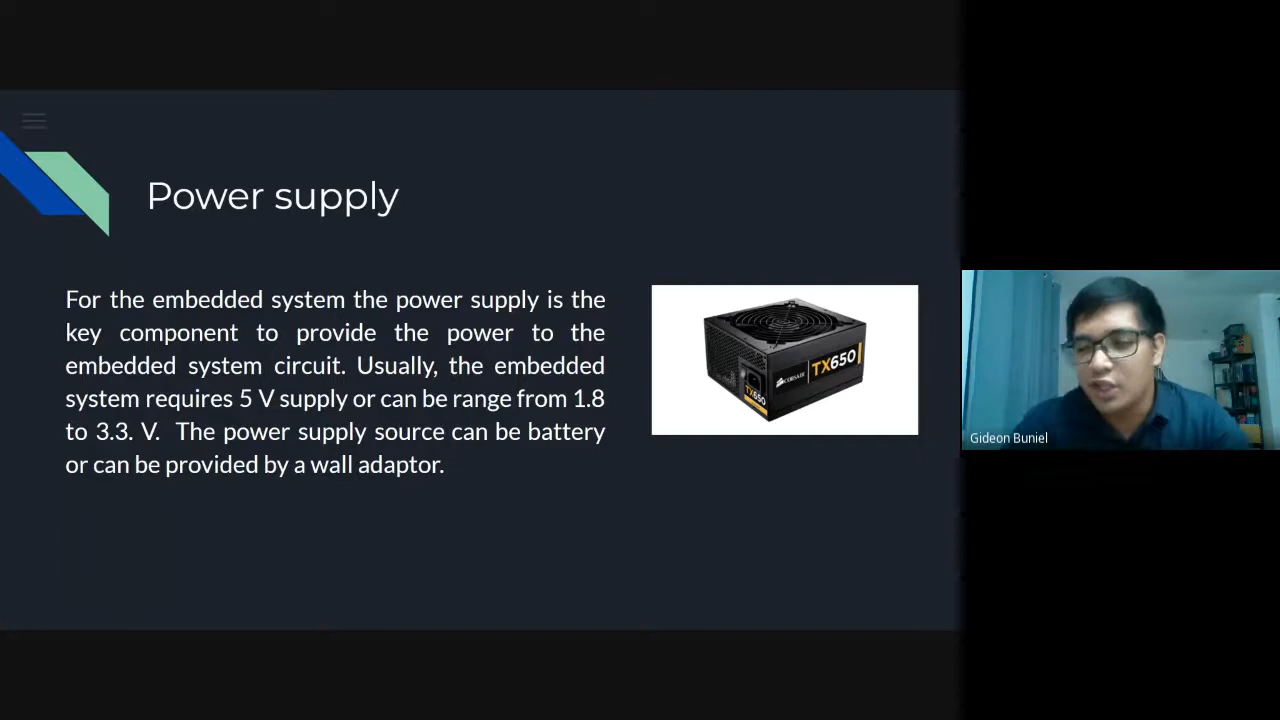 Power supply
For the embedded system the power supply is the
key component to provide the power to the
embedded system circuit. Usually, the embedded
system requires 5 V supply or can be range from 1.8
to 3.3. V.  The power supply source can be battery
or can be provided by a wall adaptor.
CORSAIR TX650
TX650
Gideon Buniel